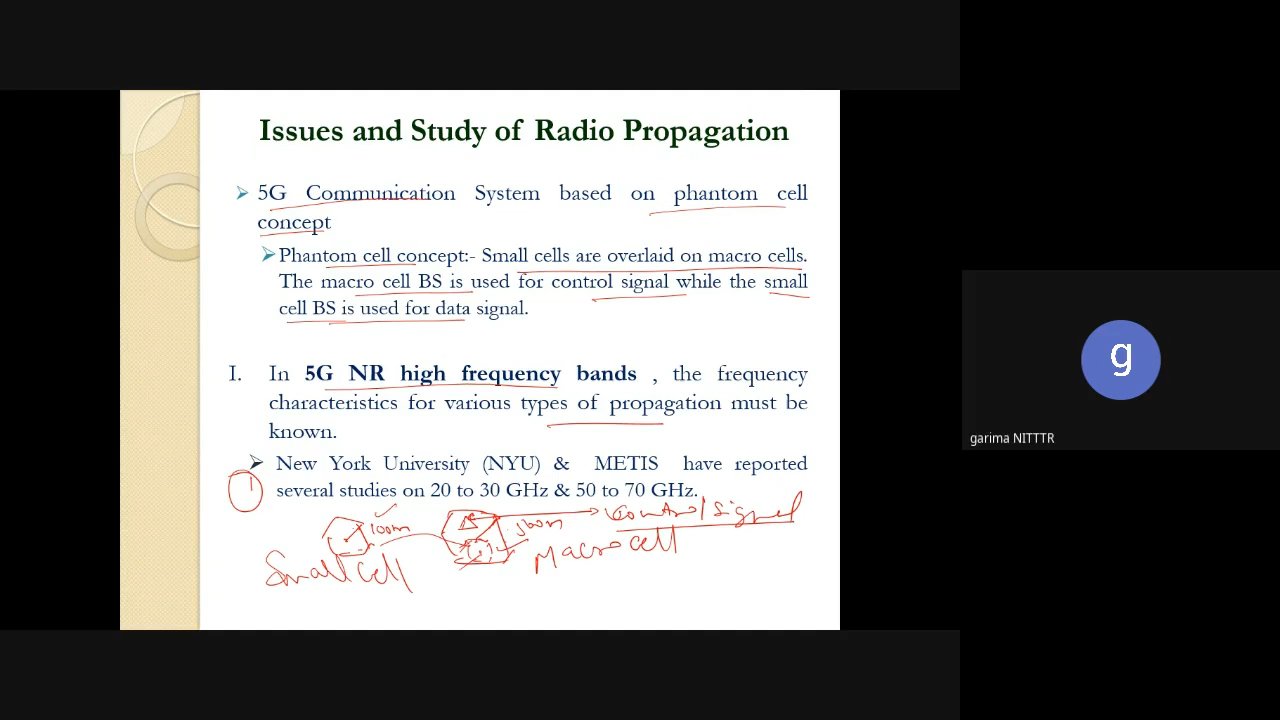 Issues and Study of Radio Propagation
5G Communication System based on phantom cell
concept
Phantom cell concept:- Small cells are overlaid on macro cells.
The macro cell BS is used for control signal while the small
cell BS is used for data signal.
I. In 5G NR high frequency bands , the frequency
characteristics for various types of propagation must be
known.
New York University (NYU) & METIS have reported
several studies on 20 to 30 GHz & 50 to 70 GHz.
1
100m
500m
Control Signal
Small cell
Macro cell
g
garima NITTTR